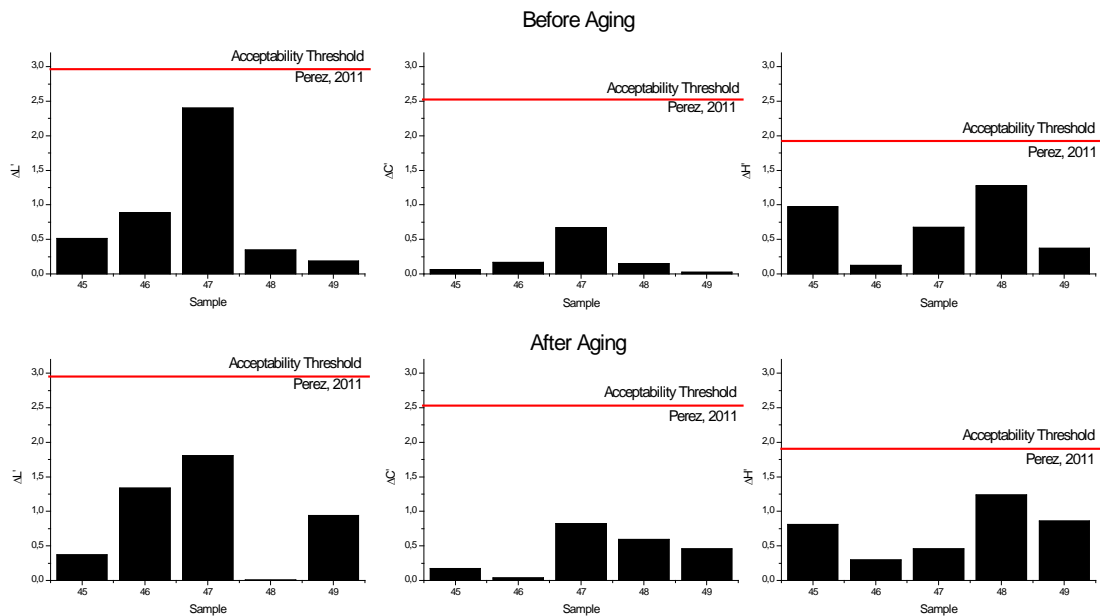 Before Aging
Acceptability Threshold
Perez, 2011
3,0
2,5
2,0
1,5
1,0
0,5
0,0
ΔL'
45 46 47 48 49
Sample
Acceptability Threshold
Perez, 2011
3,0
2,5
2,0
1,5
1,0
0,5
0,0
ΔC'
45 46 47 48 49
Sample
Acceptability Threshold
Perez, 2011
3,0
2,5
2,0
1,5
1,0
0,5
0,0
ΔH'
45 46 47 48 49
Sample
After Aging
Acceptability Threshold
Perez, 2011
3,0
2,5
2,0
1,5
1,0
0,5
0,0
ΔL'
45 46 47 48 49
Sample
Acceptability Threshold
Perez, 2011
3,0
2,5
2,0
1,5
1,0
0,5
0,0
ΔC'
45 46 47 48 49
Sample
Acceptability Threshold
Perez, 2011
3,0
2,5
2,0
1,5
1,0
0,5
0,0
ΔH'
45 46 47 48 49
Sample